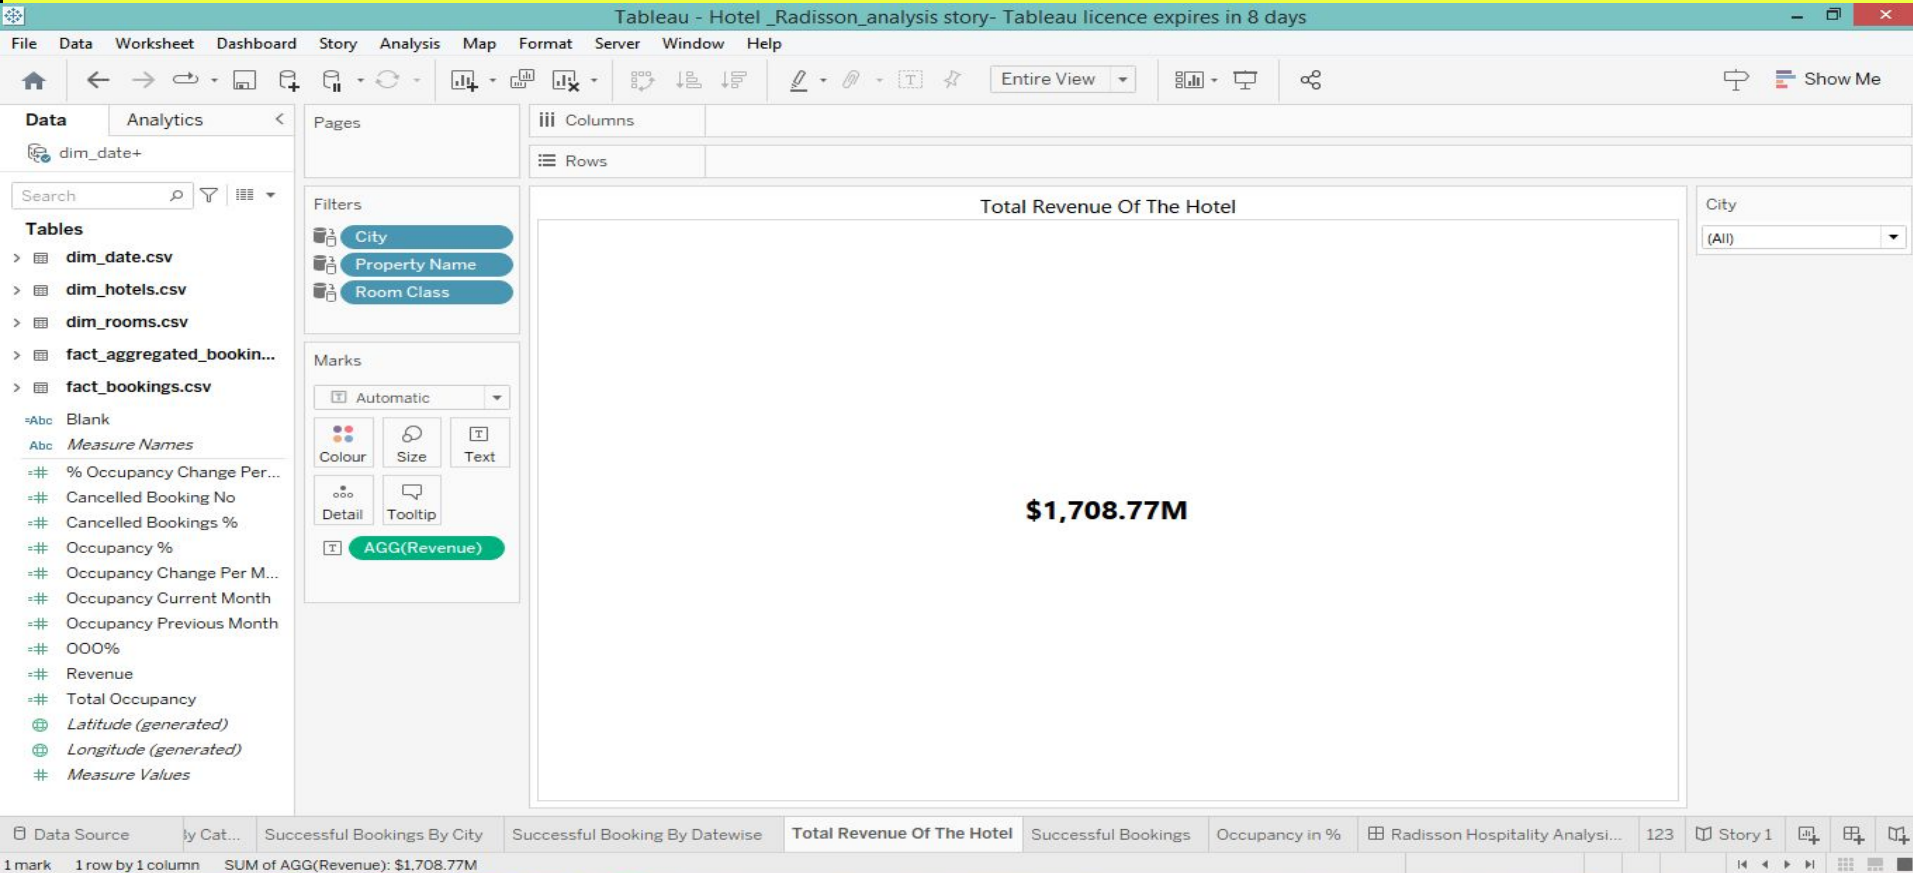 Tableau - Hotel _Radisson_analysis story- Tableau licence expires in 8 days
File Data Worksheet Dashboard Story Analysis Map Format Server Window Help
Entire View
Show Me
Data Analytics
dim_date+
Search
Tables
dim_date.csv
dim_hotels.csv
dim_rooms.csv
fact_aggregated_bookin...
fact_bookings.csv
=Abc Blank
Abc Measure Names
=# % Occupancy Change Per...
=# Cancelled Booking No
=# Cancelled Bookings %
=# Occupancy %
=# Occupancy Change Per M...
=# Occupancy Current Month
=# Occupancy Previous Month
=# OOO%
=# Revenue
=# Total Occupancy
Latitude (generated)
Longitude (generated)
# Measure Values
Pages
Filters
City
Property Name
Room Class
Marks
T Automatic
Colour Size Text
Detail Tooltip
T AGG(Revenue)
iii Columns
Rows
Total Revenue Of The Hotel
$1,708.77M
City
(All)
Data Source ly Cat... Successful Bookings By City Successful Booking By Datewise Total Revenue Of The Hotel Successful Bookings Occupancy in % Radisson Hospitality Analysi... 123 Story 1
1 mark 1 row by 1 column SUM of AGG(Revenue): $1,708.77M